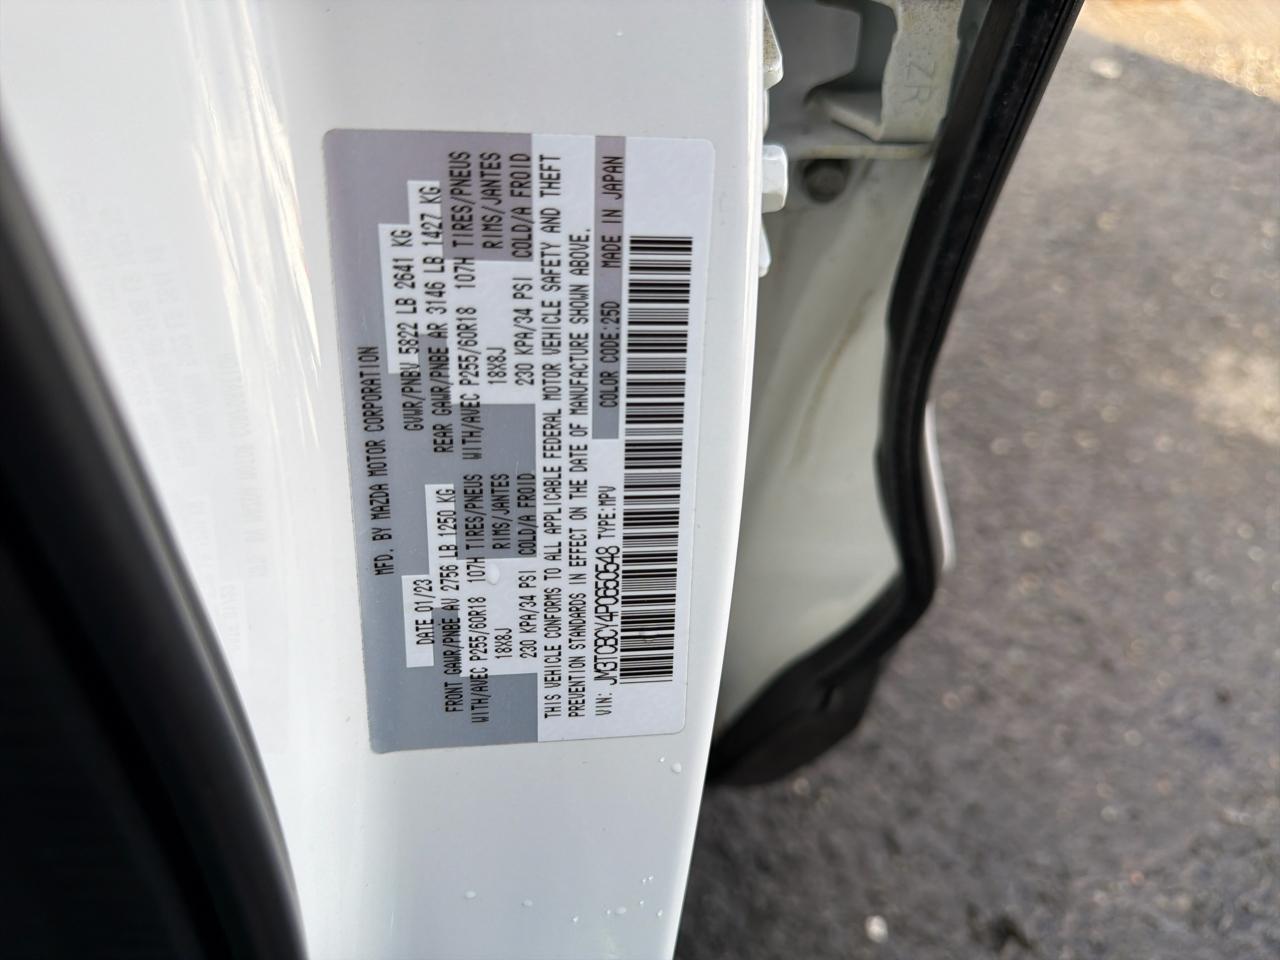 MFD. BY MAZDA MOTOR CORPORATION
DATE 01/23
GVWR/PNBV 5822 LB 2641 KG
FRONT GAWR/PNBE AV 2756 LB 1250 KG
REAR GAWR/PNBE AR 3146 LB 1427 KG
WITH/AVEC P255/60R18 107H TIRES/PNEUS
WITH/AVEC P255/60R18 107H TIRES/PNEUS
18X8J RIMS/JANTES
18X8J RIMS/JANTES
230 KPA/34 PSI COLD/A FROID
230 KPA/34 PSI COLD/A FROID
THIS VEHICLE CONFORMS TO ALL APPLICABLE FEDERAL MOTOR VEHICLE SAFETY AND THEFT
PREVENTION STANDARDS IN EFFECT ON THE DATE OF MANUFACTURE SHOWN ABOVE.
VIN: JM3TCBCY4P0650548 TYPE:MPV COLOR CODE:25D MADE IN JAPAN
ZR